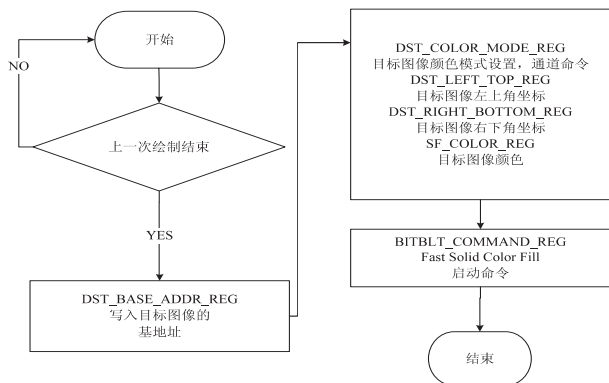 开始
NO
上一次绘制结束
YES
DST_BASE_ADDR_REG
写入目标图像的
基地址
DST_COLOR_MODE_REG
目标图像颜色模式设置，通道命令
DST_LEFT_TOP_REG
目标图像左上角坐标
DST_RIGHT_BOTTOM_REG
目标图像右下角坐标
SF_COLOR_REG
目标图像颜色
BITBLT_COMMAND_REG
Fast Solid Color Fill
启动命令
结束